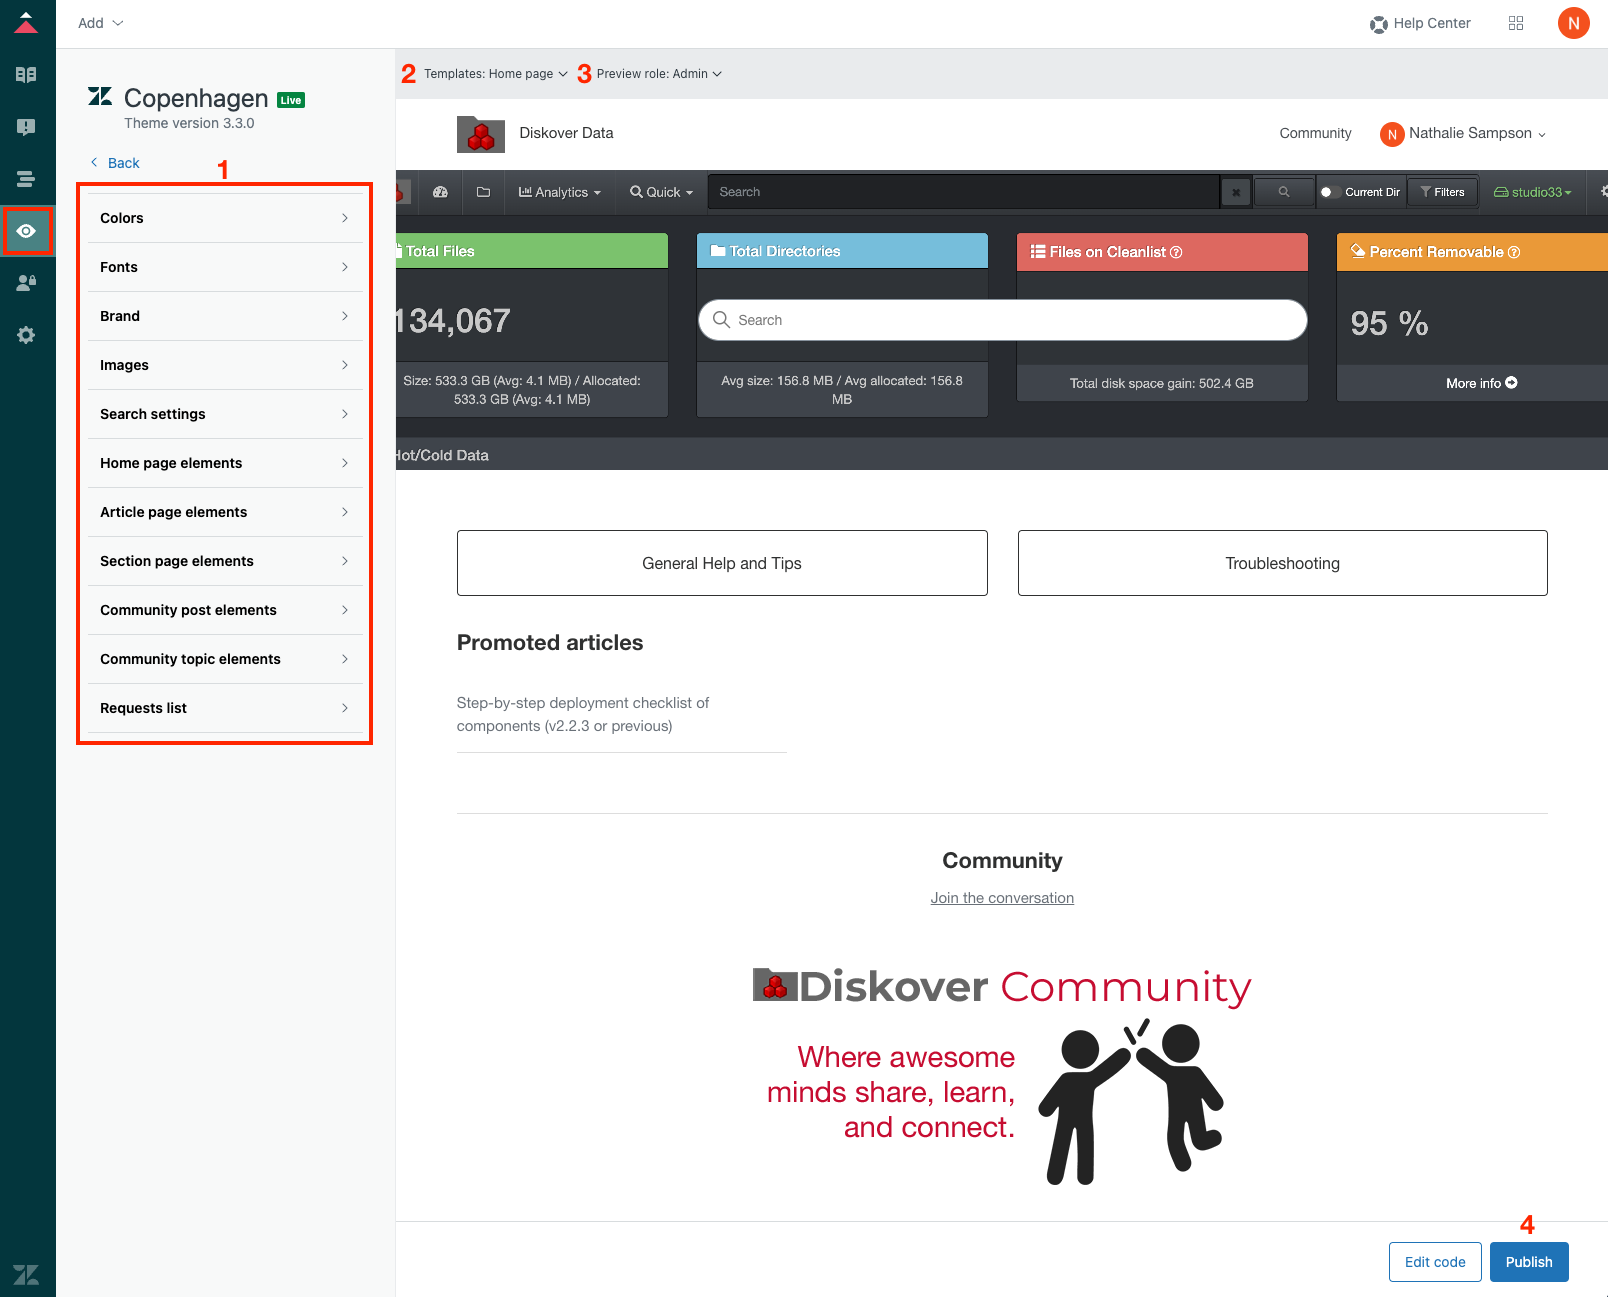 Add
Help Center
N
Copenhagen Live
Theme version 3.3.0
Back
1
Colors
Fonts
Brand
Images
Search settings
Home page elements
Article page elements
Section page elements
Community post elements
Community topic elements
Requests list
2 Templates: Home page 3 Preview role: Admin
Diskover Data
Community
N Nathalie Sampson
Analytics Quick Search Current Dir Filters studio33
Total Files
134,067
Size: 533.3 GB (Avg: 4.1 MB) / Allocated:
533.3 GB (Avg: 4.1 MB)
Total Directories
Avg size: 156.8 MB / Avg allocated: 156.8
MB
Files on Cleanlist
Total disk space gain: 502.4 GB
Percent Removable
95 %
More info
Search
Hot/Cold Data
General Help and Tips
Troubleshooting
Promoted articles
Step-by-step deployment checklist of
components (v2.2.3 or previous)
Community
Join the conversation
Diskover Community
Where awesome
minds share, learn,
and connect.
4
Edit code
Publish